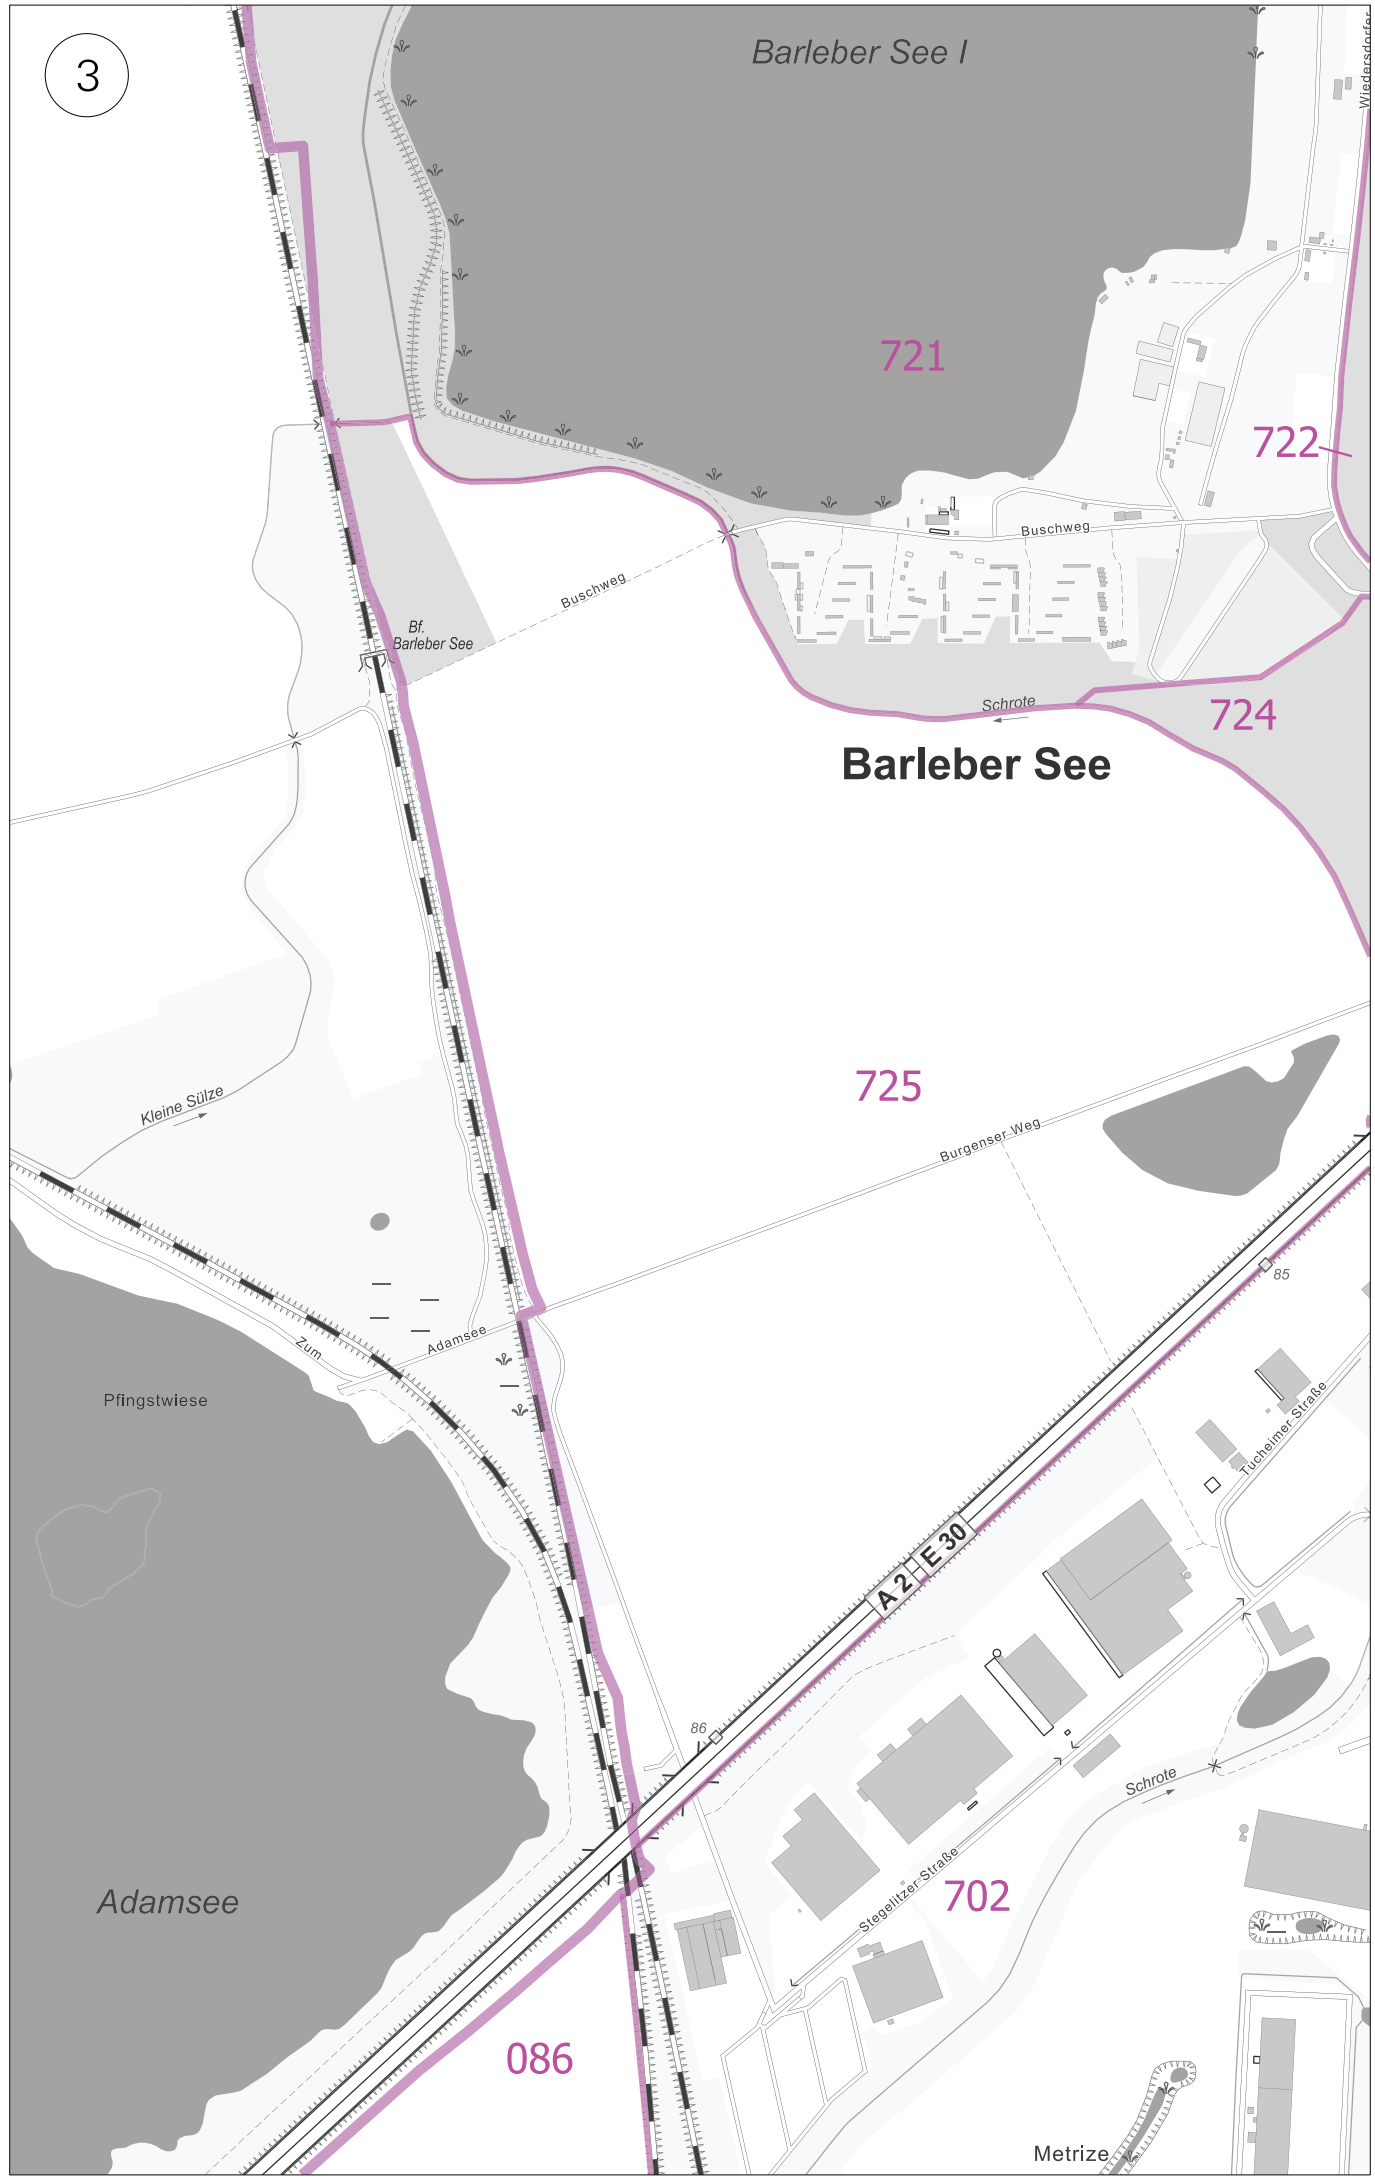 3
Barleber See I
Wiedersdorfer
721
722
Buschweg
Buschweg
Bf.
Barleber See
Schrote
724
Barleber See
725
Kleine Sülze
Burgenser Weg
85
Adamsee
Zum
Pfingstwiese
Tucheimer Straße
A 2
E 30
86
Schrote
Stegelitzer Straße
702
Adamsee
086
Metrize